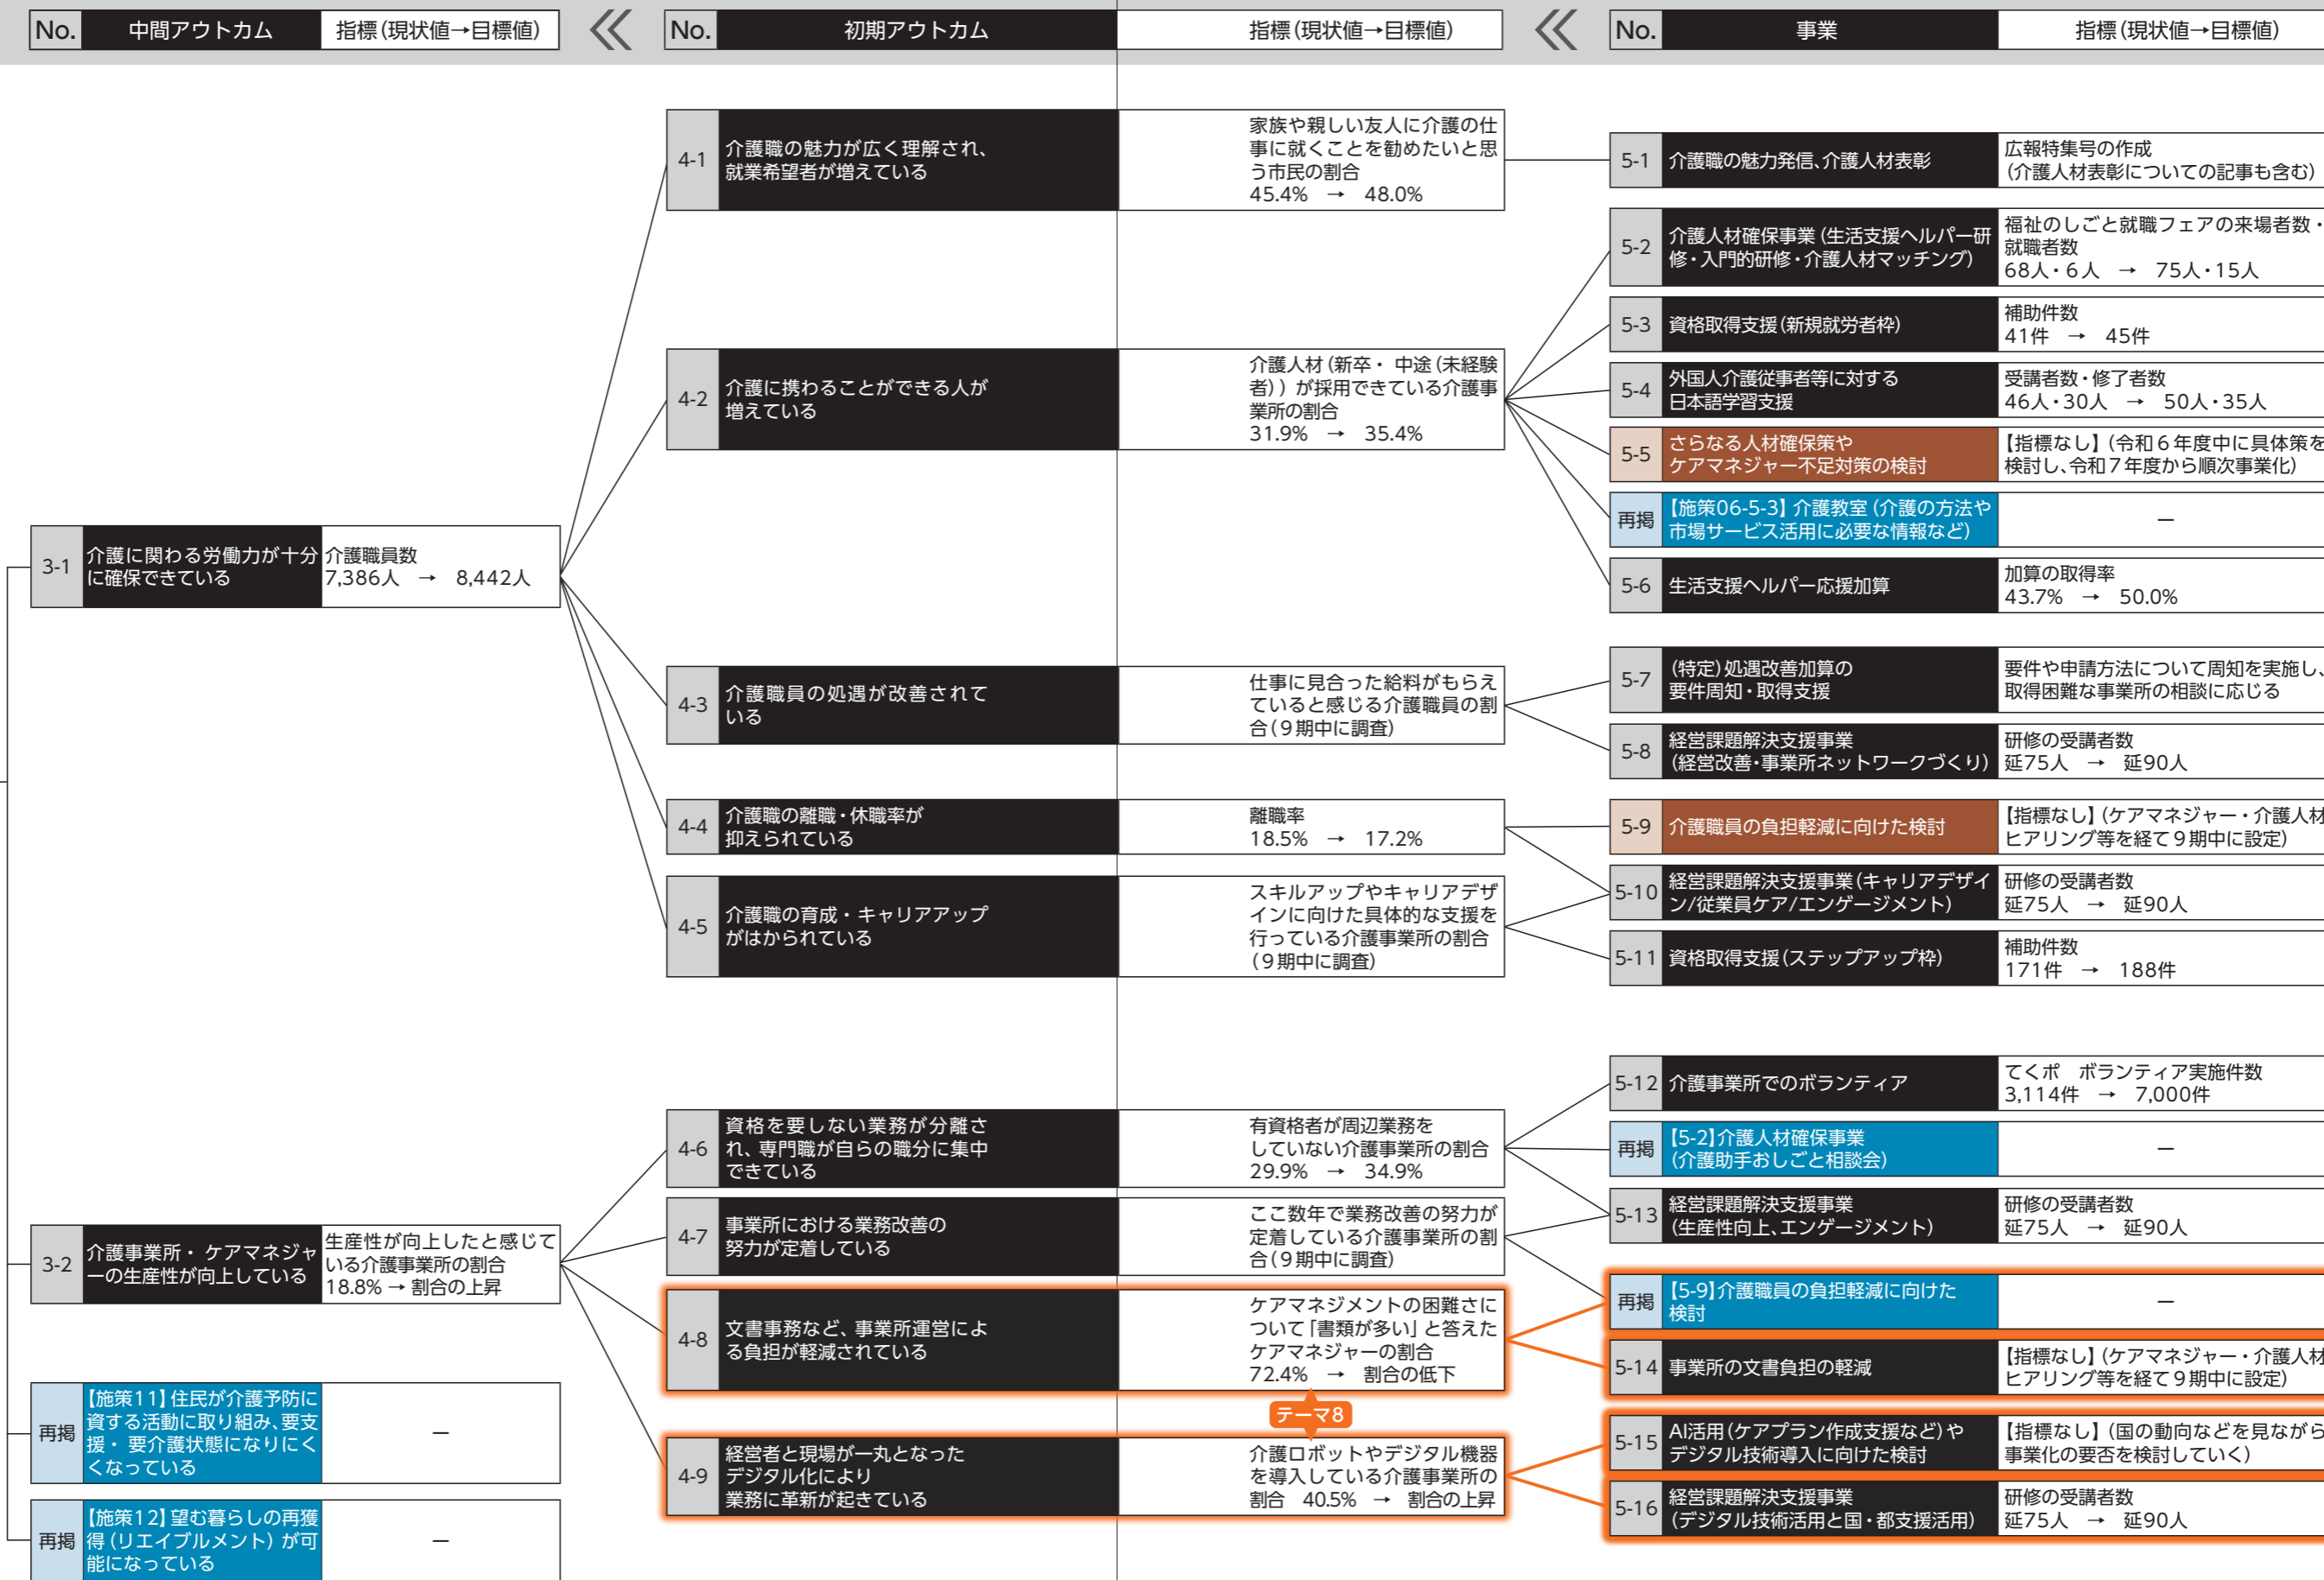 No. 中間アウトカム 指標(現状値→目標値)
No. 初期アウトカム 指標(現状値→目標値)
No. 事業 指標(現状値→目標値)
3-1
介護に関わる労働力が十分
に確保できている
介護職員数
7,386人 → 8,442人
3-2
介護事業所・ケアマネジャ
ーの生産性が向上している
生産性が向上したと感じて
いる介護事業所の割合
18.8% → 割合の上昇
再掲
【施策11】住民が介護予防に
資する活動に取り組み、要支
援・要介護状態になりにく
くなっている
－
再掲
【施策12】望む暮らしの再獲
得(リエイブルメント)が可
能になっている
－
4-1
介護職の魅力が広く理解され、
就業希望者が増えている
家族や親しい友人に介護の仕
事に就くことを勧めたいと思
う市民の割合
45.4% → 48.0%
4-2
介護に携わることができる人が
増えている
介護人材(新卒・中途(未経験
者))が採用できている介護事
業所の割合
31.9% → 35.4%
4-3
介護職員の処遇が改善されて
いる
仕事に見合った給料がもらえ
ていると感じる介護職員の割
合(9期中に調査)
4-4
介護職の離職・休職率が
抑えられている
離職率
18.5% → 17.2%
4-5
介護職の育成・キャリアアップ
がはかられている
スキルアップやキャリアデザ
インに向けた具体的な支援を
行っている介護事業所の割合
(9期中に調査)
4-6
資格を要しない業務が分離さ
れ、専門職が自らの職分に集中
できている
有資格者が周辺業務を
していない介護事業所の割合
29.9% → 34.9%
4-7
事業所における業務改善の
努力が定着している
ここ数年で業務改善の努力が
定着している介護事業所の割
合(9期中に調査)
4-8
文書事務など、事業所運営によ
る負担が軽減されている
ケアマネジメントの困難さに
ついて「書類が多い」と答えた
ケアマネジャーの割合
72.4% → 割合の低下
テーマ8
4-9
経営者と現場が一丸となった
デジタル化により
業務に革新が起きている
介護ロボットやデジタル機器
を導入している介護事業所の
割合 40.5% → 割合の上昇
5-1
介護職の魅力発信、介護人材表彰
広報特集号の作成
(介護人材表彰についての記事も含む)
5-2
介護人材確保事業(生活支援ヘルパー研
修・入門的研修・介護人材マッチング)
福祉のしごと就職フェアの来場者数・
就職者数
68人・6人 → 75人・15人
5-3
資格取得支援(新規就労者枠)
補助件数
41件 → 45件
5-4
外国人介護従事者等に対する
日本語学習支援
受講者数・修了者数
46人・30人 → 50人・35人
5-5
さらなる人材確保策や
ケアマネジャー不足対策の検討
【指標なし】(令和6年度中に具体策を
検討し、令和7年度から順次事業化)
再掲
【施策06-5-3】介護教室(介護の方法や
市場サービス活用に必要な情報など)
－
5-6
生活支援ヘルパー応援加算
加算の取得率
43.7% → 50.0%
5-7
(特定)処遇改善加算の
要件周知・取得支援
要件や申請方法について周知を実施し、
取得困難な事業所の相談に応じる
5-8
経営課題解決支援事業
(経営改善・事業所ネットワークづくり)
研修の受講者数
延75人 → 延90人
5-9
介護職員の負担軽減に向けた検討
【指標なし】(ケアマネジャー・介護人材
ヒアリング等を経て9期中に設定)
5-10
経営課題解決支援事業(キャリアデザイ
ン/従業員ケア/エンゲージメント)
研修の受講者数
延75人 → 延90人
5-11
資格取得支援(ステップアップ枠)
補助件数
171件 → 188件
5-12
介護事業所でのボランティア
てくポ ボランティア実施件数
3,114件 → 7,000件
再掲
【5-2】介護人材確保事業
(介護助手おしごと相談会)
－
5-13
経営課題解決支援事業
(生産性向上、エンゲージメント)
研修の受講者数
延75人 → 延90人
再掲
【5-9】介護職員の負担軽減に向けた
検討
－
5-14
事業所の文書負担の軽減
【指標なし】(ケアマネジャー・介護人材
ヒアリング等を経て9期中に設定)
5-15
AI活用(ケアプラン作成支援など)や
デジタル技術導入に向けた検討
【指標なし】(国の動向などを見ながら
事業化の要否を検討していく)
5-16
経営課題解決支援事業
(デジタル技術活用と国・都支援活用)
研修の受講者数
延75人 → 延90人